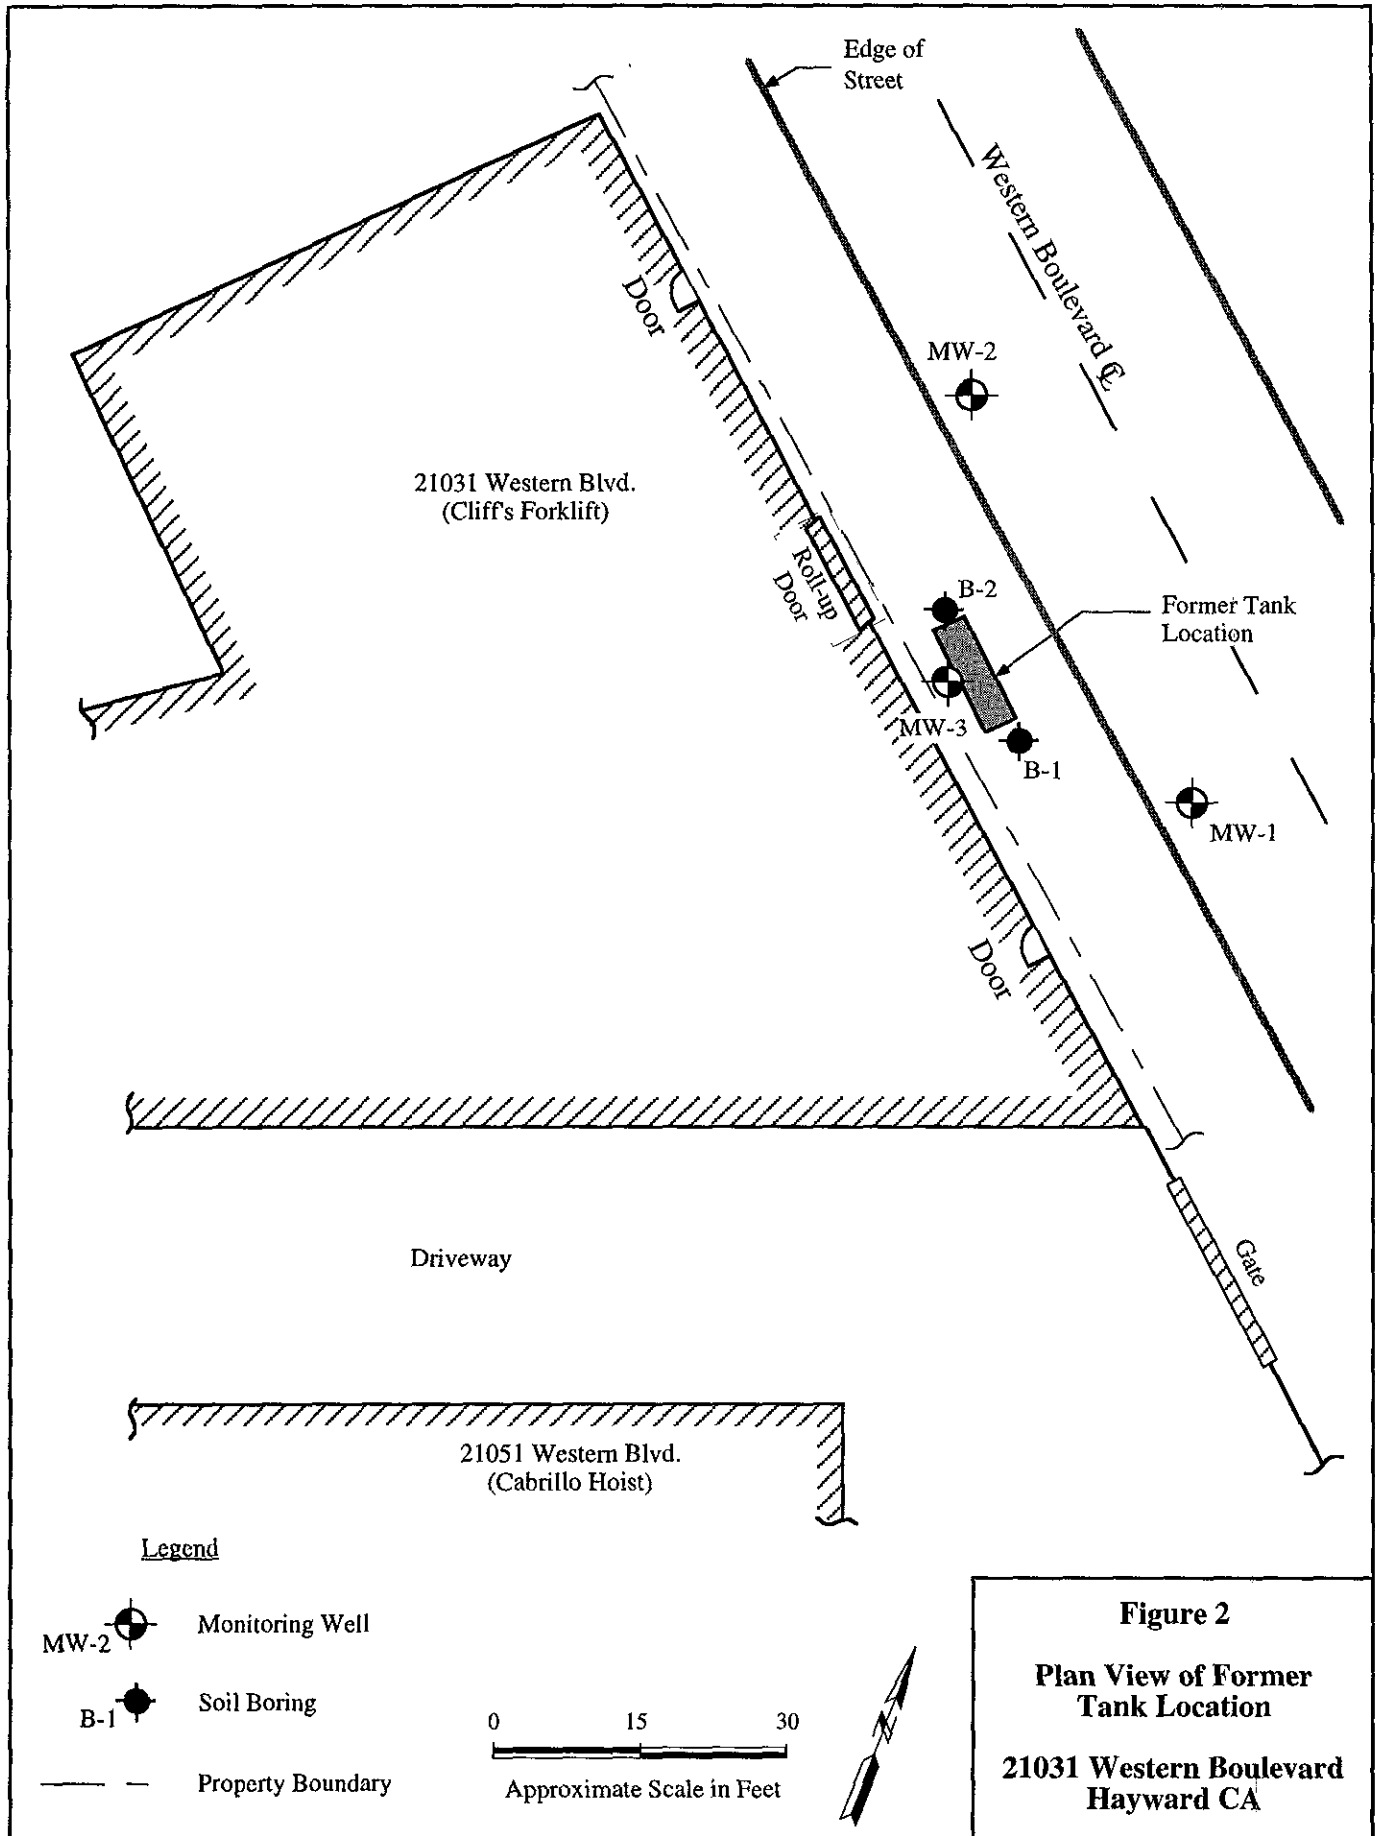 Edge of
Street
Western Boulevard ℄
Door
MW-2
21031 Western Blvd.
(Cliff's Forklift)
Roll-up
Door
B-2
Former Tank
Location
MW-3
B-1
MW-1
Door
Driveway
Gate
21051 Western Blvd.
(Cabrillo Hoist)
Legend
MW-2 Monitoring Well
B-1 Soil Boring
Property Boundary
0 15 30
Approximate Scale in Feet
N
Figure 2
Plan View of Former
Tank Location
21031 Western Boulevard
Hayward CA